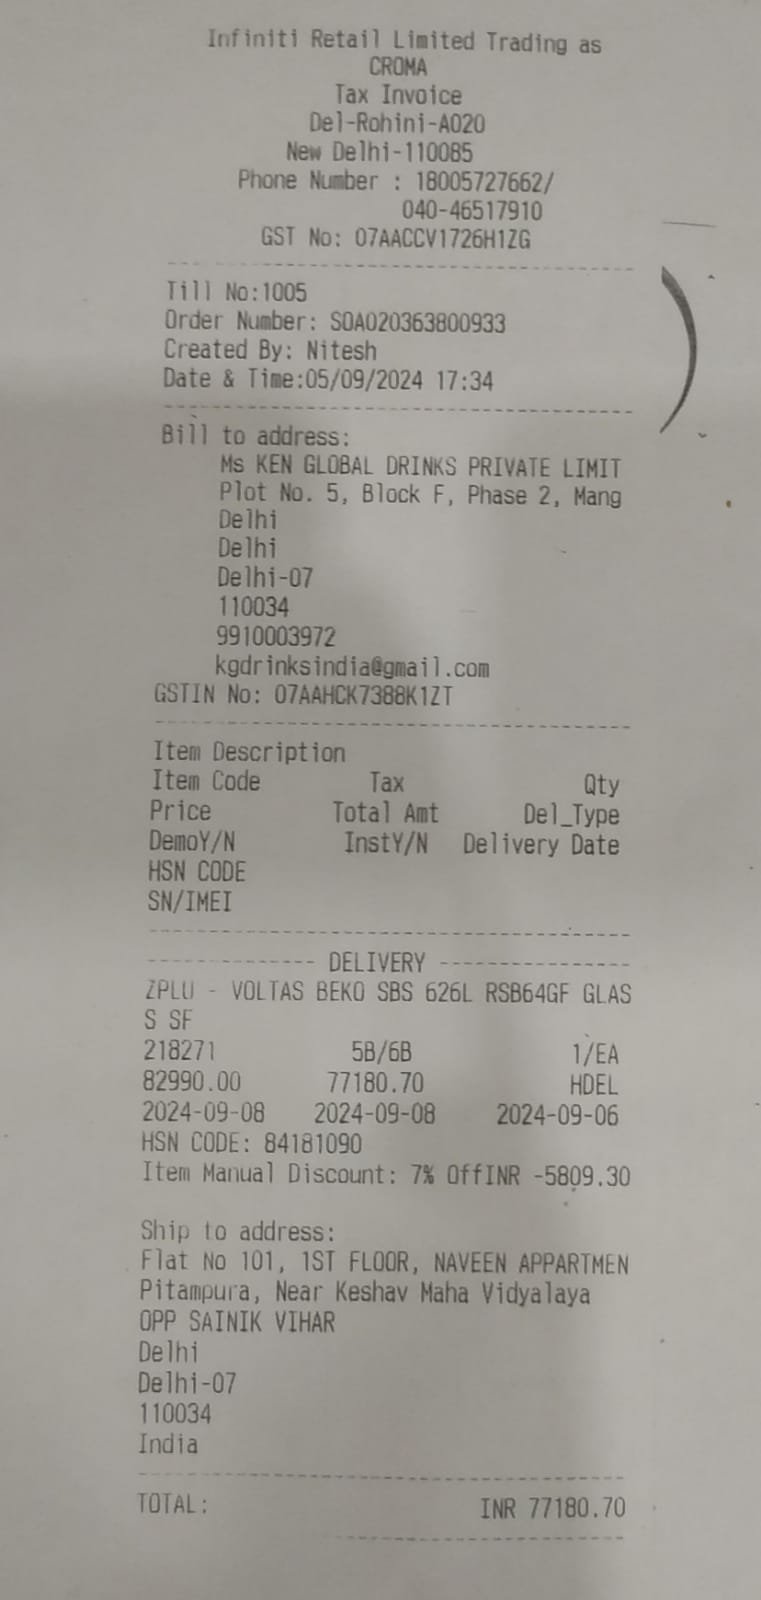 Infiniti Retail Limited Trading as
CROMA
Tax Invoice
Del-Rohini-A020
New Delhi-110085
Phone Number : 18005727662/
040-46517910
GST No: 07AACCV1726H1ZG
Till No:1005
Order Number: SOA020363800933
Created By: Nitesh
Date & Time:05/09/2024 17:34
Bill to address:
Ms KEN GLOBAL DRINKS PRIVATE LIMIT
Plot No. 5, Block F, Phase 2, Mang
Delhi
Delhi
Delhi-07
110034
9910003972
kgdrinksindia@gmail.com
GSTIN No: 07AAHCK7388K1ZT
Item Description
Item Code Tax Qty
Price Total Amt Del_Type
DemoY/N InstY/N Delivery Date
HSN CODE
SN/IMEI
------------- DELIVERY ---------------
ZPLU - VOLTAS BEKO SBS 626L RSB64GF GLAS
S SF
218271 5B/6B 1/EA
82990.00 77180.70 HDEL
2024-09-08 2024-09-08 2024-09-06
HSN CODE: 84181090
Item Manual Discount: 7% OffINR -5809.30
Ship to address:
Flat No 101, 1ST FLOOR, NAVEEN APPARTMEN
Pitampura, Near Keshav Maha Vidyalaya
OPP SAINIK VIHAR
Delhi
Delhi-07
110034
India
TOTAL: INR 77180.70